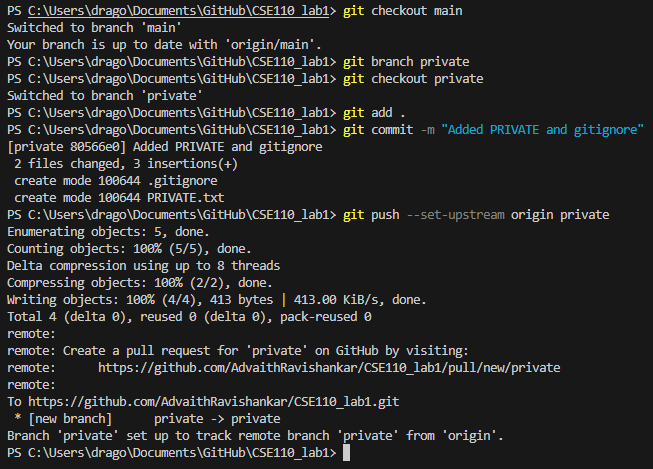 PS C:\Users\drago\Documents\GitHub\CSE110_lab1> git checkout main
Switched to branch 'main'
Your branch is up to date with 'origin/main'.
PS C:\Users\drago\Documents\GitHub\CSE110_lab1> git branch private
PS C:\Users\drago\Documents\GitHub\CSE110_lab1> git checkout private
Switched to branch 'private'
PS C:\Users\drago\Documents\GitHub\CSE110_lab1> git add .
PS C:\Users\drago\Documents\GitHub\CSE110_lab1> git commit -m "Added PRIVATE and gitignore"
[private 80566e0] Added PRIVATE and gitignore
 2 files changed, 3 insertions(+)
 create mode 100644 .gitignore
 create mode 100644 PRIVATE.txt
PS C:\Users\drago\Documents\GitHub\CSE110_lab1> git push --set-upstream origin private
Enumerating objects: 5, done.
Counting objects: 100% (5/5), done.
Delta compression using up to 8 threads
Compressing objects: 100% (2/2), done.
Writing objects: 100% (4/4), 413 bytes | 413.00 KiB/s, done.
Total 4 (delta 0), reused 0 (delta 0), pack-reused 0
remote:
remote: Create a pull request for 'private' on GitHub by visiting:
remote:      https://github.com/AdvaithRavishankar/CSE110_lab1/pull/new/private
remote:
To https://github.com/AdvaithRavishankar/CSE110_lab1.git
 * [new branch]      private -> private
Branch 'private' set up to track remote branch 'private' from 'origin'.
PS C:\Users\drago\Documents\GitHub\CSE110_lab1>